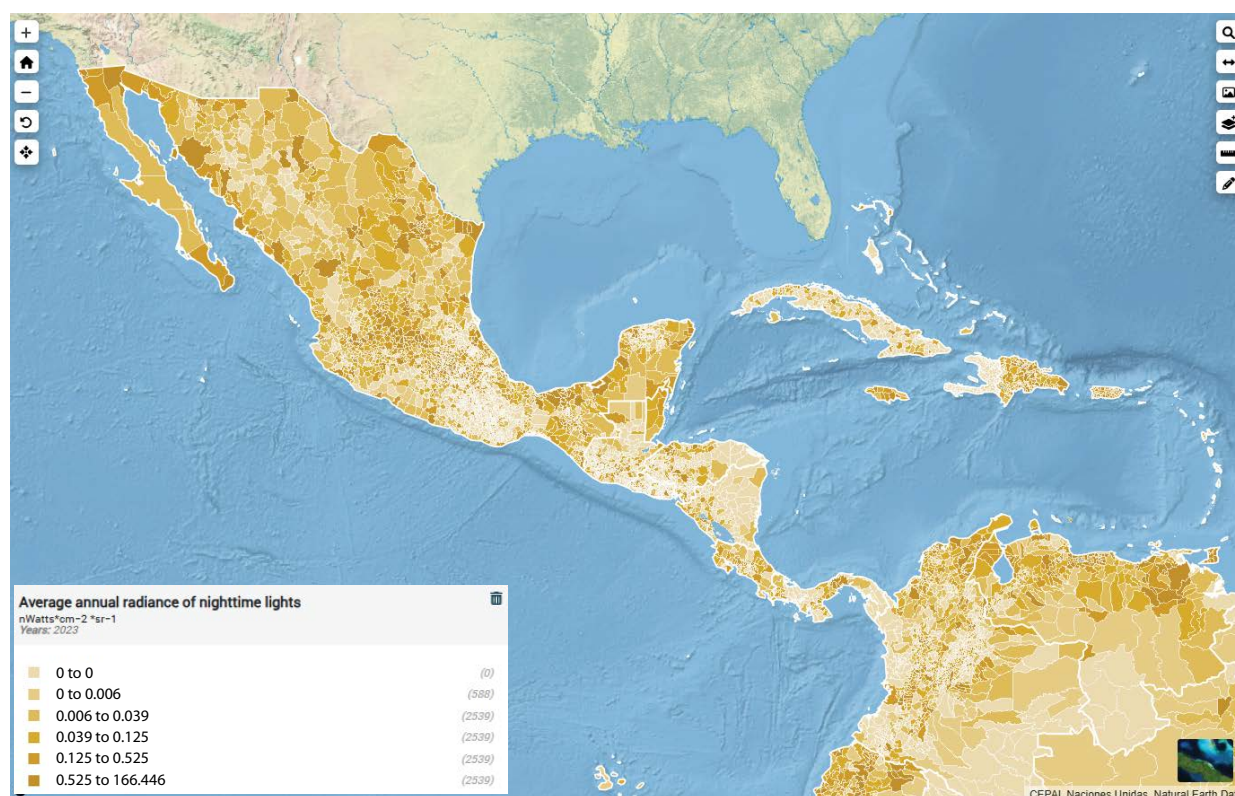 Average annual radiance of nighttime lights
nWatts*cm-2 *sr-1
Years: 2023
0 to 0 (0)
0 to 0.006 (588)
0.006 to 0.039 (2539)
0.039 to 0.125 (2539)
0.125 to 0.525 (2539)
0.525 to 166.446 (2539)
CEPAL Naciones Unidas, Natural Earth Da